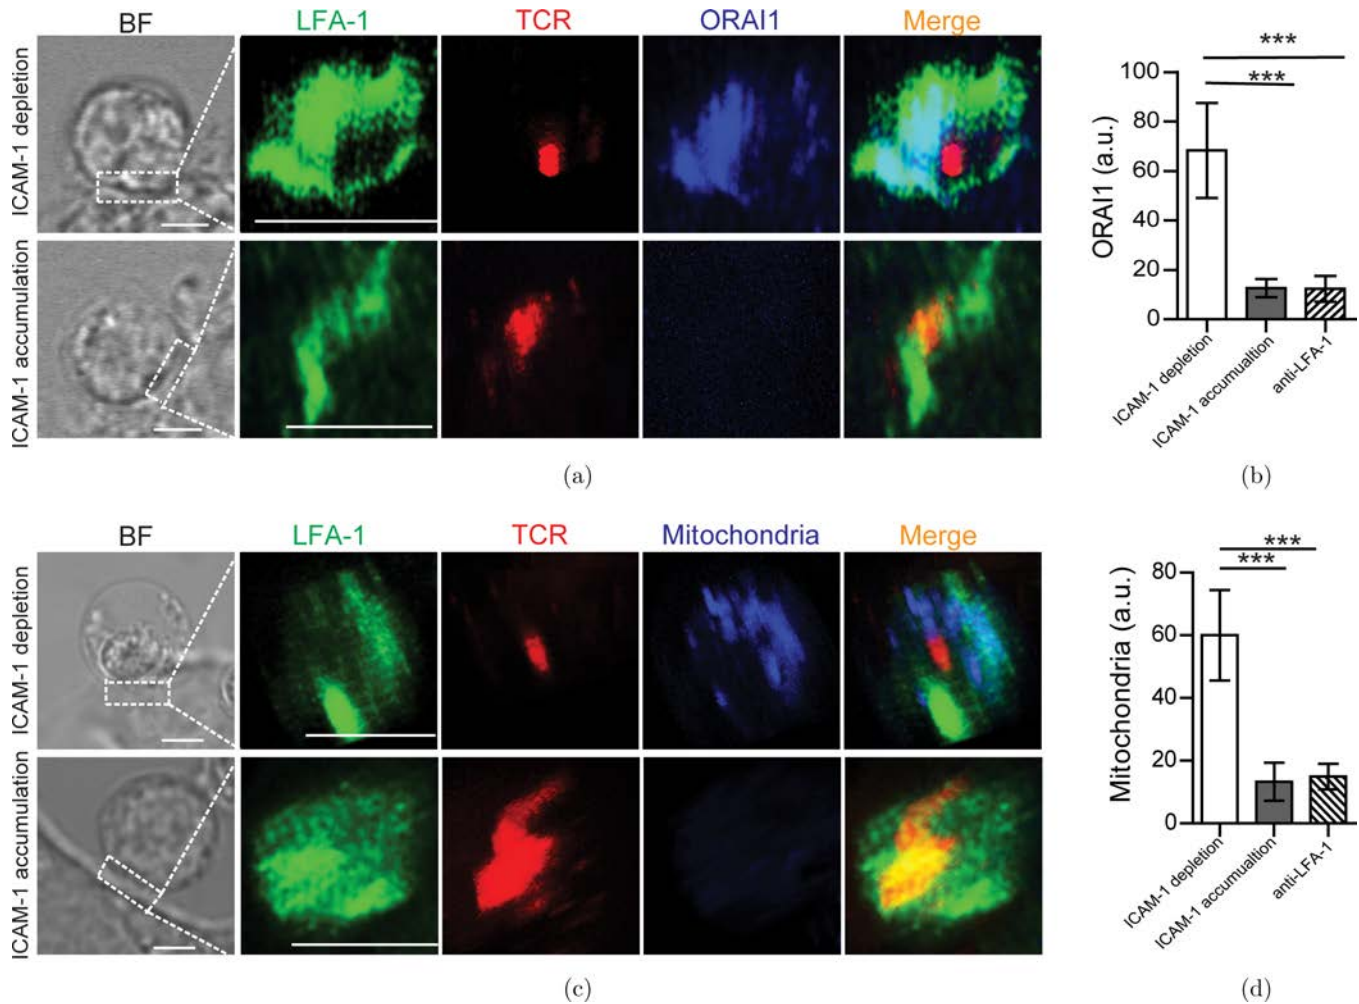 BF LFA-1 TCR ORAI1 Merge
ICAM-1 depletion
ICAM-1 accumulation
(a)
***
***
ORAI1 (a.u.)
100
80
60
40
20
0
ICAM-1 depletion
ICAM-1 accumualtion
anti-LFA-1
(b)
BF LFA-1 TCR Mitochondria Merge
ICAM-1 depletion
ICAM-1 accumulation
(c)
***
***
Mitochondria (a.u.)
80
60
40
20
0
ICAM-1 depletion
ICAM-1 accumualtion
anti-LFA-1
(d)